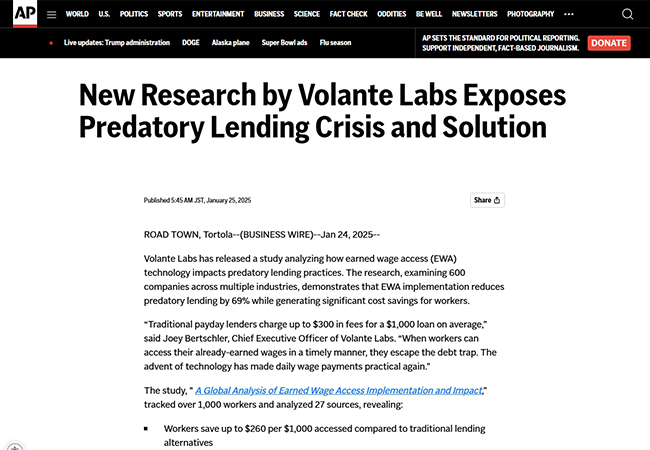 AP WORLD U.S. POLITICS SPORTS ENTERTAINMENT BUSINESS SCIENCE FACT CHECK ODDITIES BE WELL NEWSLETTERS PHOTOGRAPHY •••
Live updates: Trump administration DOGE Alaska plane Super Bowl ads Flu season
AP SETS THE STANDARD FOR POLITICAL REPORTING.
SUPPORT INDEPENDENT, FACT-BASED JOURNALISM.
DONATE
New Research by Volante Labs Exposes
Predatory Lending Crisis and Solution
Published 5:45 AM JST, January 25, 2025
Share
ROAD TOWN, Tortola--(BUSINESS WIRE)--Jan 24, 2025--
Volante Labs has released a study analyzing how earned wage access (EWA)
technology impacts predatory lending practices. The research, examining 600
companies across multiple industries, demonstrates that EWA implementation reduces
predatory lending by 69% while generating significant cost savings for workers.
“Traditional payday lenders charge up to $300 in fees for a $1,000 loan on average,”
said Joey Bertschler, Chief Executive Officer of Volante Labs. “When workers can
access their already-earned wages in a timely manner, they escape the debt trap. The
advent of technology has made daily wage payments practical again.”
The study, “ A Global Analysis of Earned Wage Access Implementation and Impact,”
tracked over 1,000 workers and analyzed 27 sources, revealing:
▪ Workers save up to $260 per $1,000 accessed compared to traditional lending
alternatives